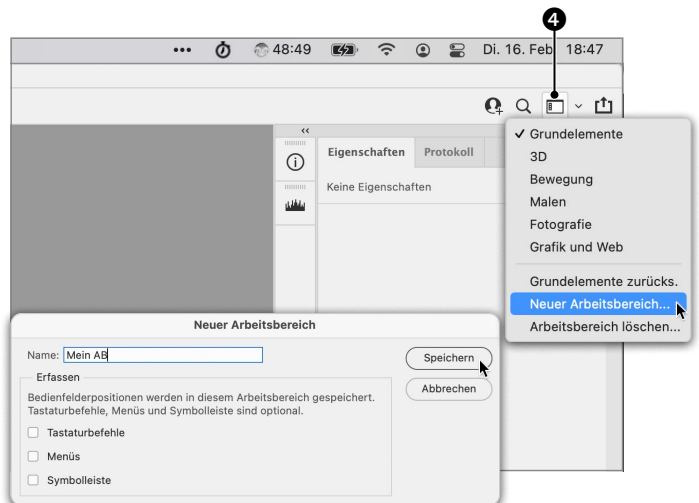 4
••• 48:49 Di. 16. Feb 18:47
Grundelemente
3D
Bewegung
Malen
Fotografie
Grafik und Web
Grundelemente zurücks.
Neuer Arbeitsbereich...
Arbeitsbereich löschen...
Eigenschaften Protokoll
Keine Eigenschaften
Neuer Arbeitsbereich
Name: Mein AB
Speichern
Abbrechen
Erfassen
Bedienfelderpositionen werden in diesem Arbeitsbereich gespeichert.
Tastaturbefehle, Menüs und Symbolleiste sind optional.
Tastaturbefehle
Menüs
Symbolleiste